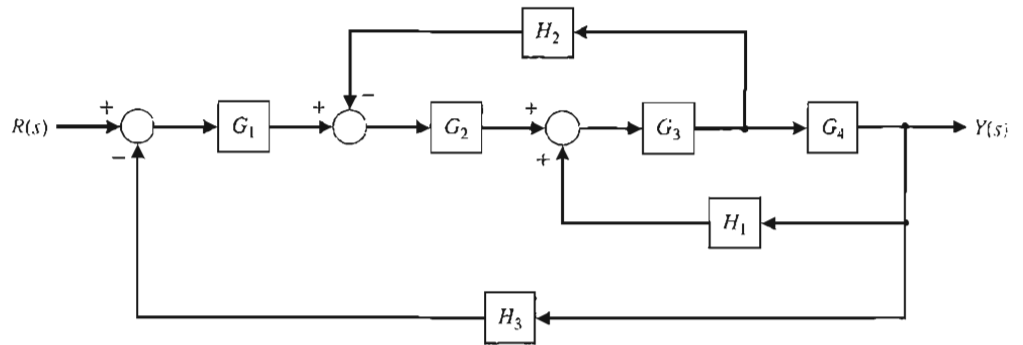 H2
R(s) + − G1 + − G2 + + G3 G4 Y(s)
H1
H3